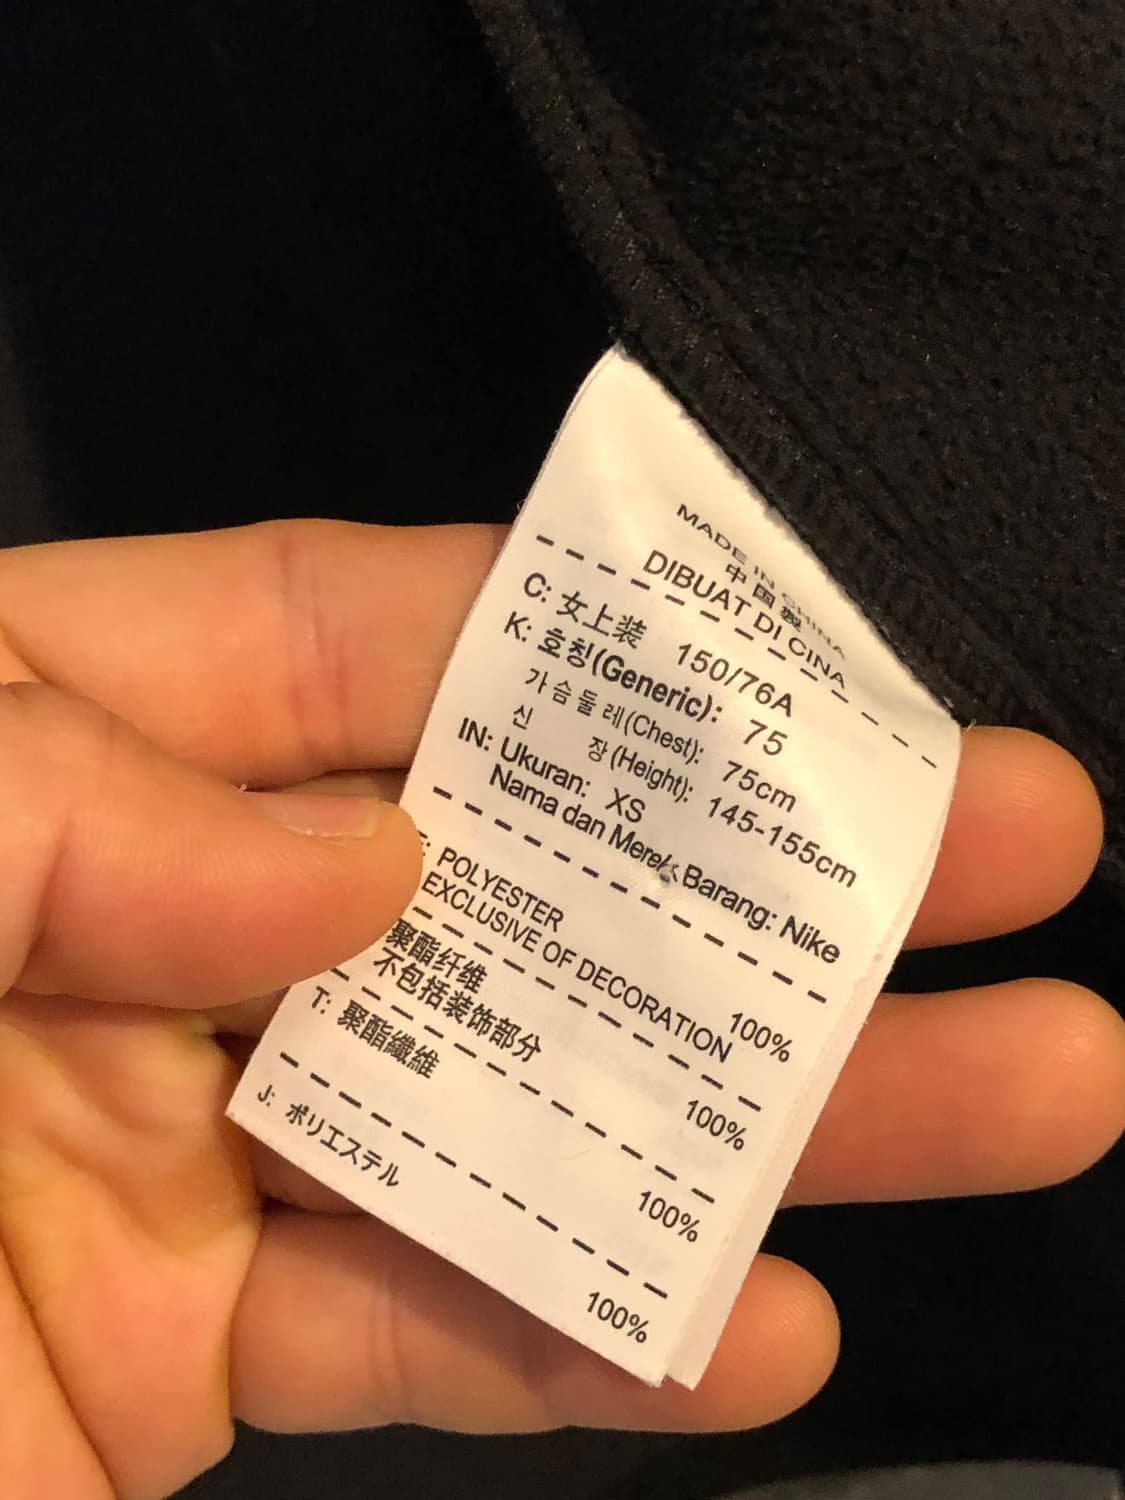 MADE IN CHINA
中国製
DIBUAT DI CINA
C: 女上装 150/76A
K: 호칭(Generic): 75
가슴둘레(Chest): 75cm
신 장(Height): 145-155cm
IN: Ukuran: XS
Nama dan Merek Barang: Nike
POLYESTER 100%
EXCLUSIVE OF DECORATION
聚酯纤维 100%
不包括装饰部分
T: 聚酯纖維 100%
J: ポリエステル 100%